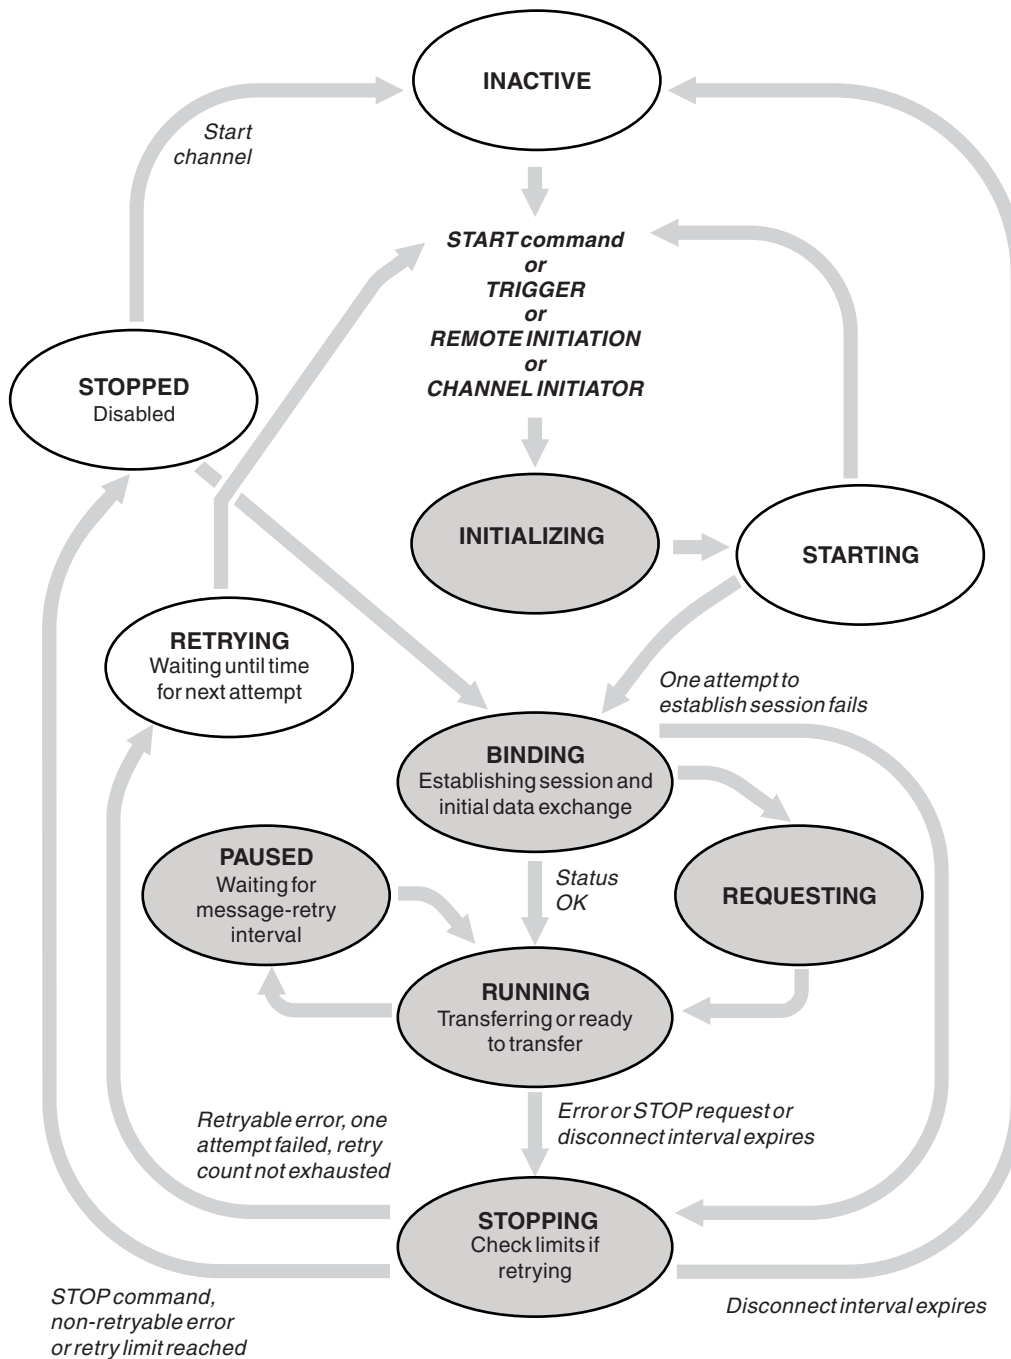 INACTIVE
Start
channel
START command
or
TRIGGER
or
REMOTE INITIATION
or
CHANNEL INITIATOR
STOPPED
Disabled
INITIALIZING
STARTING
RETRYING
Waiting until time
for next attempt
One attempt to
establish session fails
BINDING
Establishing session and
initial data exchange
PAUSED
Waiting for
message-retry
interval
Status
OK
REQUESTING
RUNNING
Transferring or ready
to transfer
Retryable error, one
attempt failed, retry
count not exhausted
Error or STOP request or
disconnect interval expires
STOPPING
Check limits if
retrying
STOP command,
non-retryable error
or retry limit reached
Disconnect interval expires